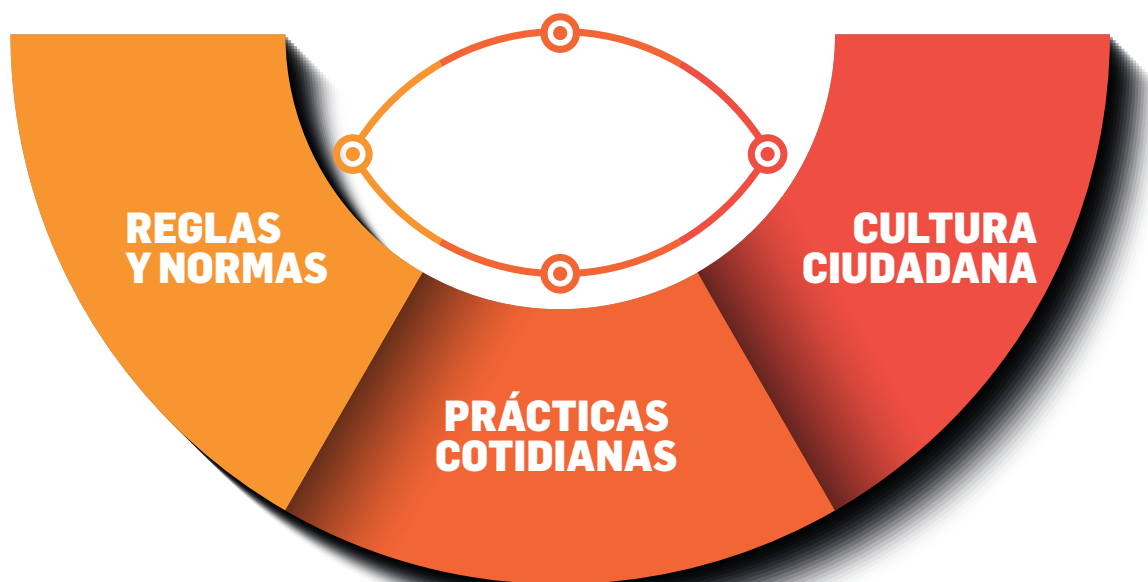 REGLAS
Y NORMAS
PRÁCTICAS
COTIDIANAS
CULTURA
CIUDADANA